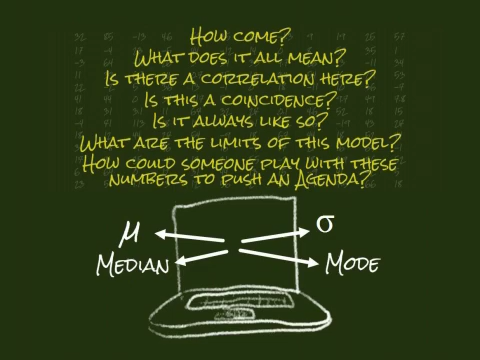 How come?
What does it all mean?
Is there a correlation here?
Is this a coincidence?
Is it always like so?
What are the limits of this model?
How could someone play with these
numbers to push an Agenda?
μ
σ
Median
Mode